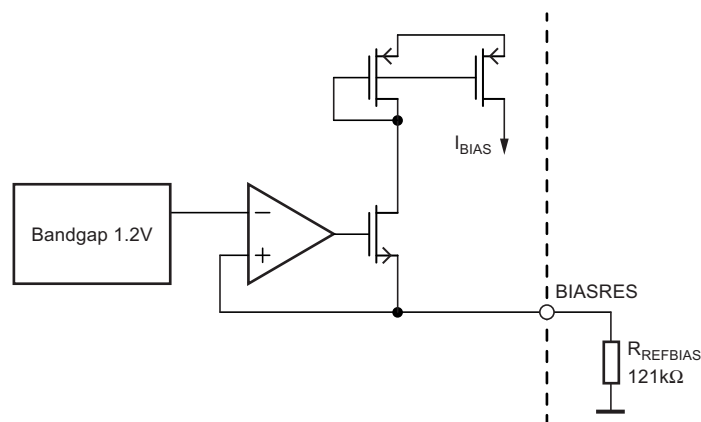 I_BIAS
Bandgap 1.2V
−
+
BIASRES
R_REFBIAS
121kΩ